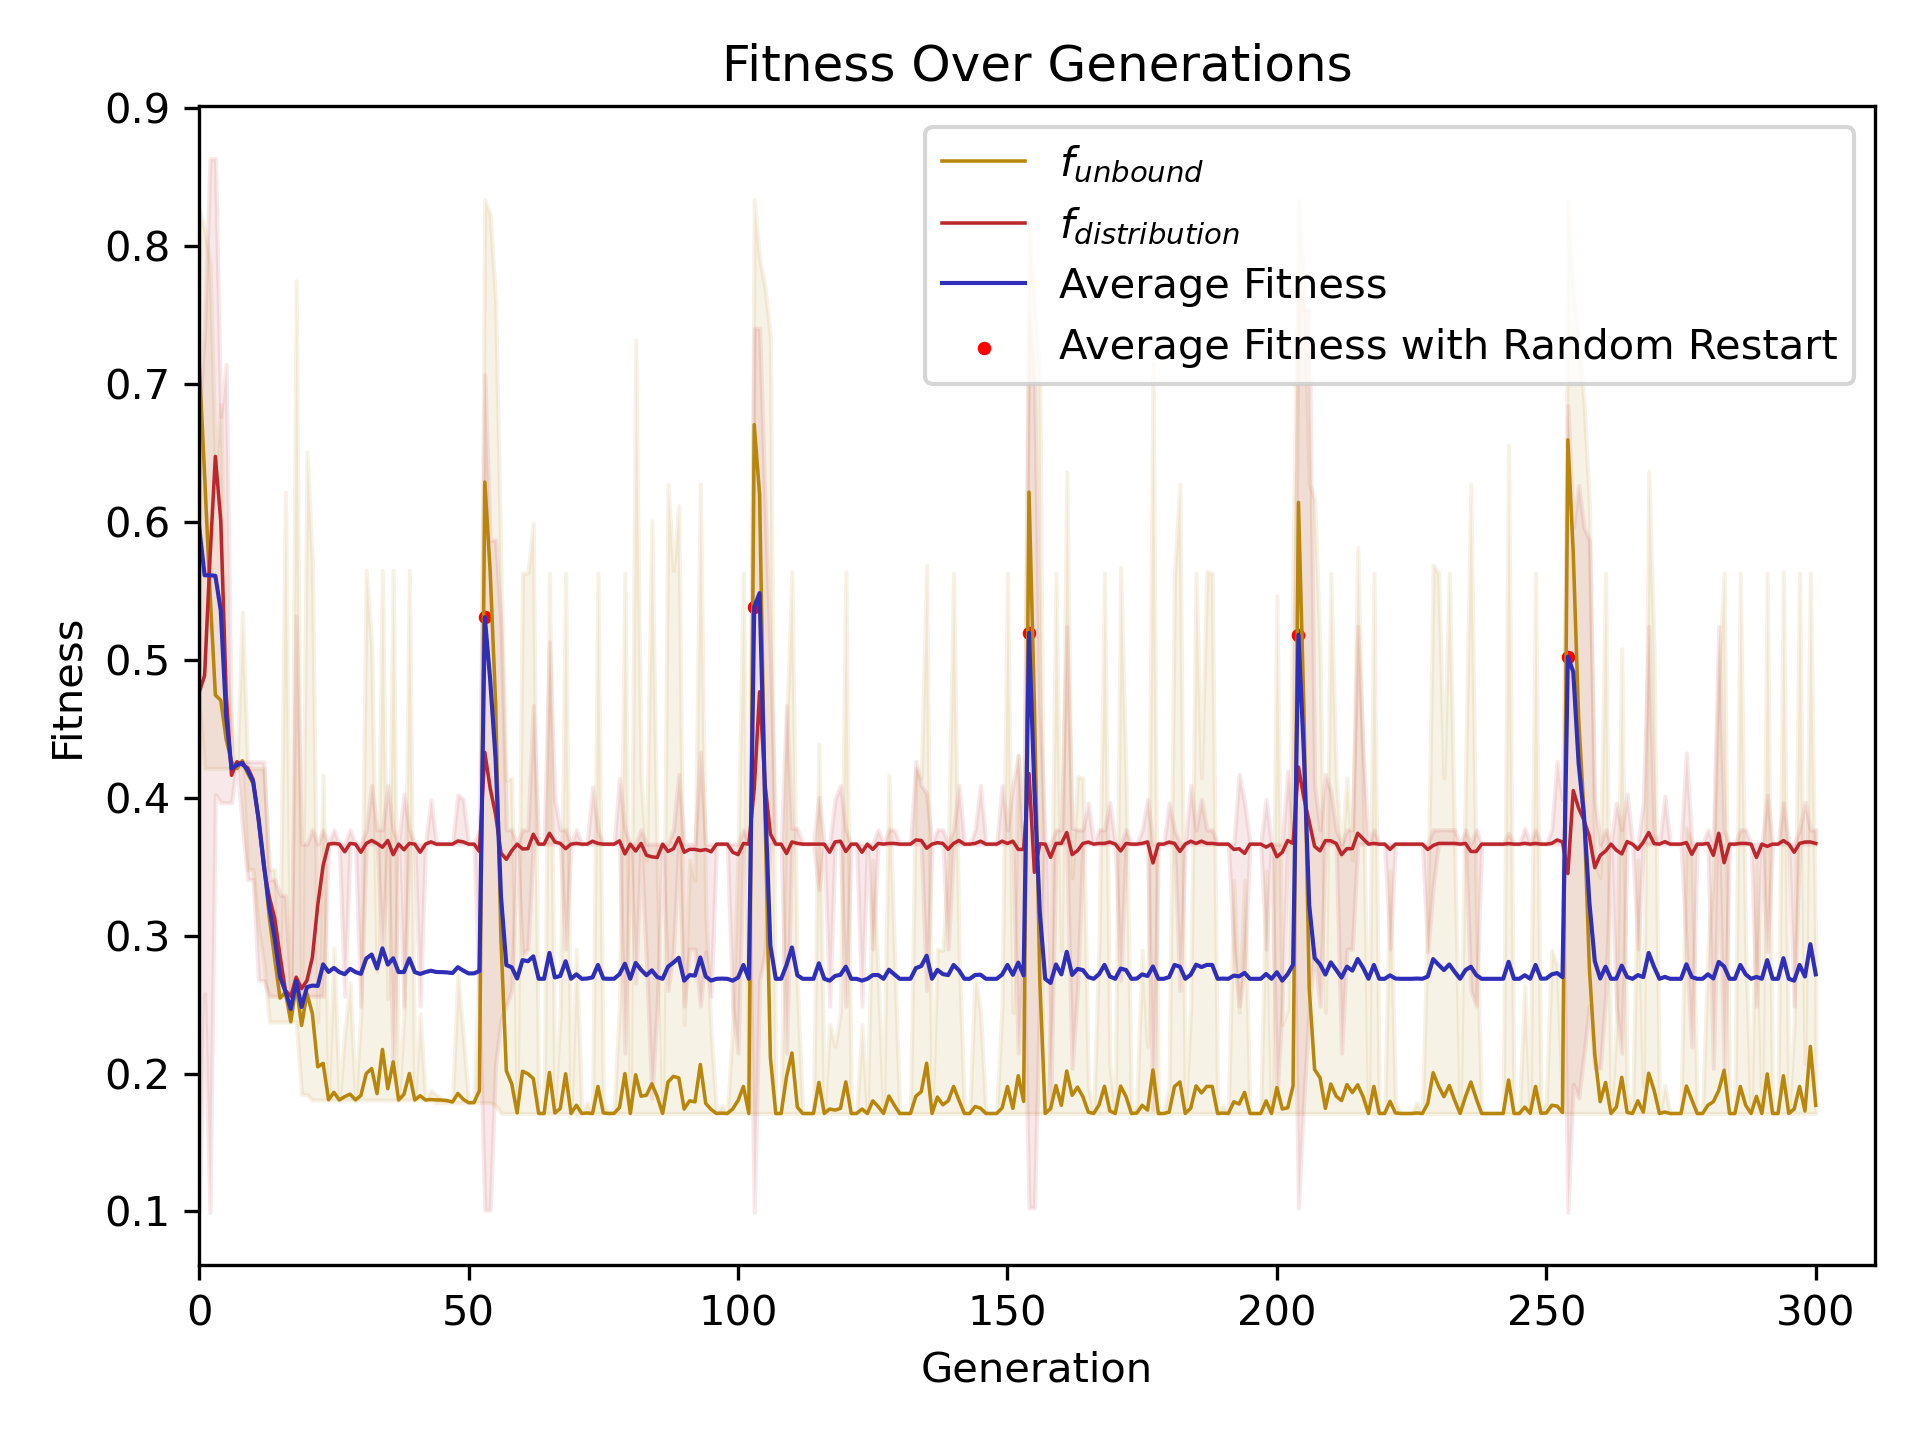 Fitness Over Generations
0.9
0.8
0.7
0.6
0.5
0.4
0.3
0.2
0.1
Fitness
f_unbound
f_distribution
Average Fitness
Average Fitness with Random Restart
0 50 100 150 200 250 300
Generation